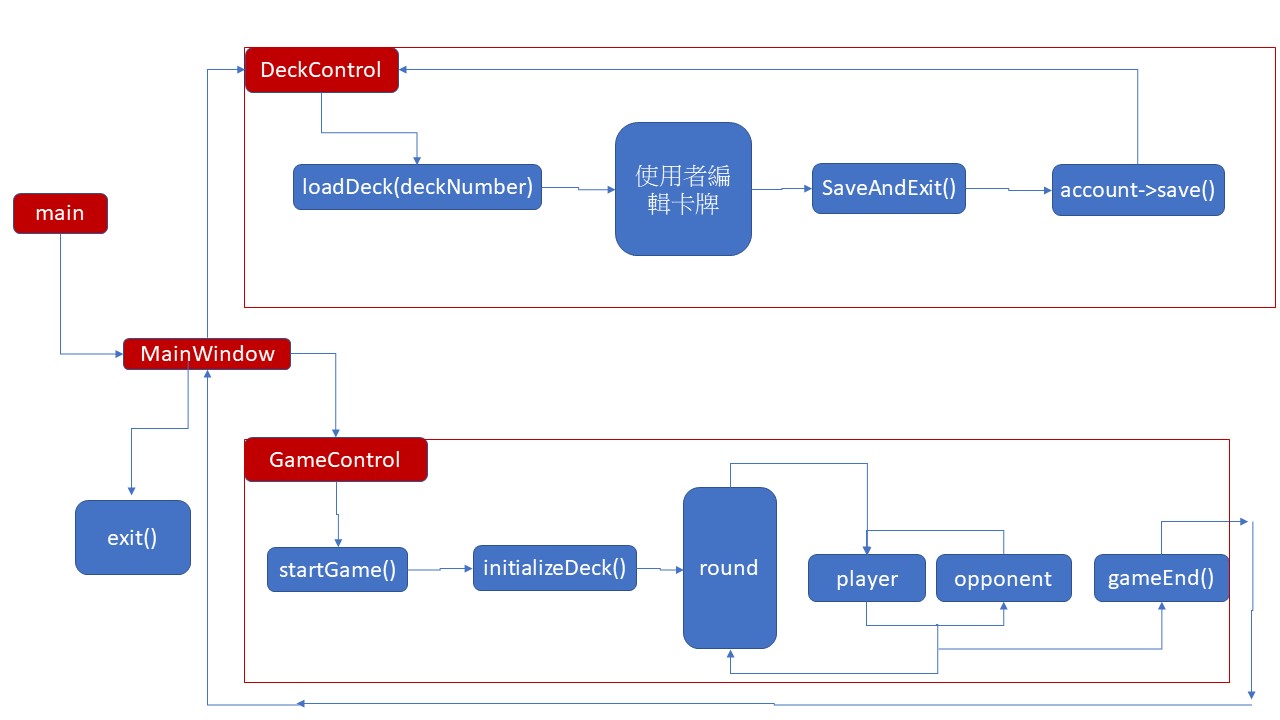 DeckControl
loadDeck(deckNumber)
使用者編
輯卡牌
SaveAndExit()
account->save()
main
MainWindow
exit()
GameControl
startGame()
initializeDeck()
round
player
opponent
gameEnd()